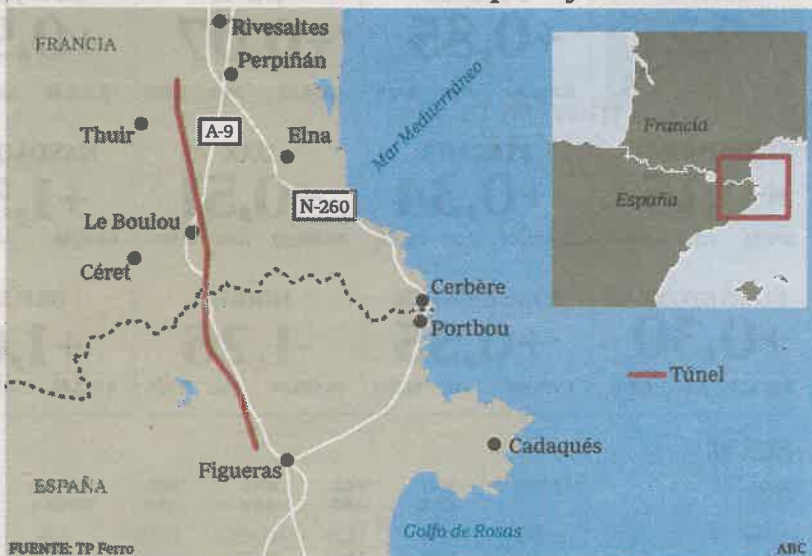 FRANCIA
Rivesaltes
Perpiñán
Mar Mediterráneo
Francia
España
Thuir
A-9
Elna
N-260
Le Boulou
Céret
Cerbère
Portbou
Túnel
Figueras
Cadaqués
ESPAÑA
Golfo de Rosas
FUENTE: TP Ferro
ABC